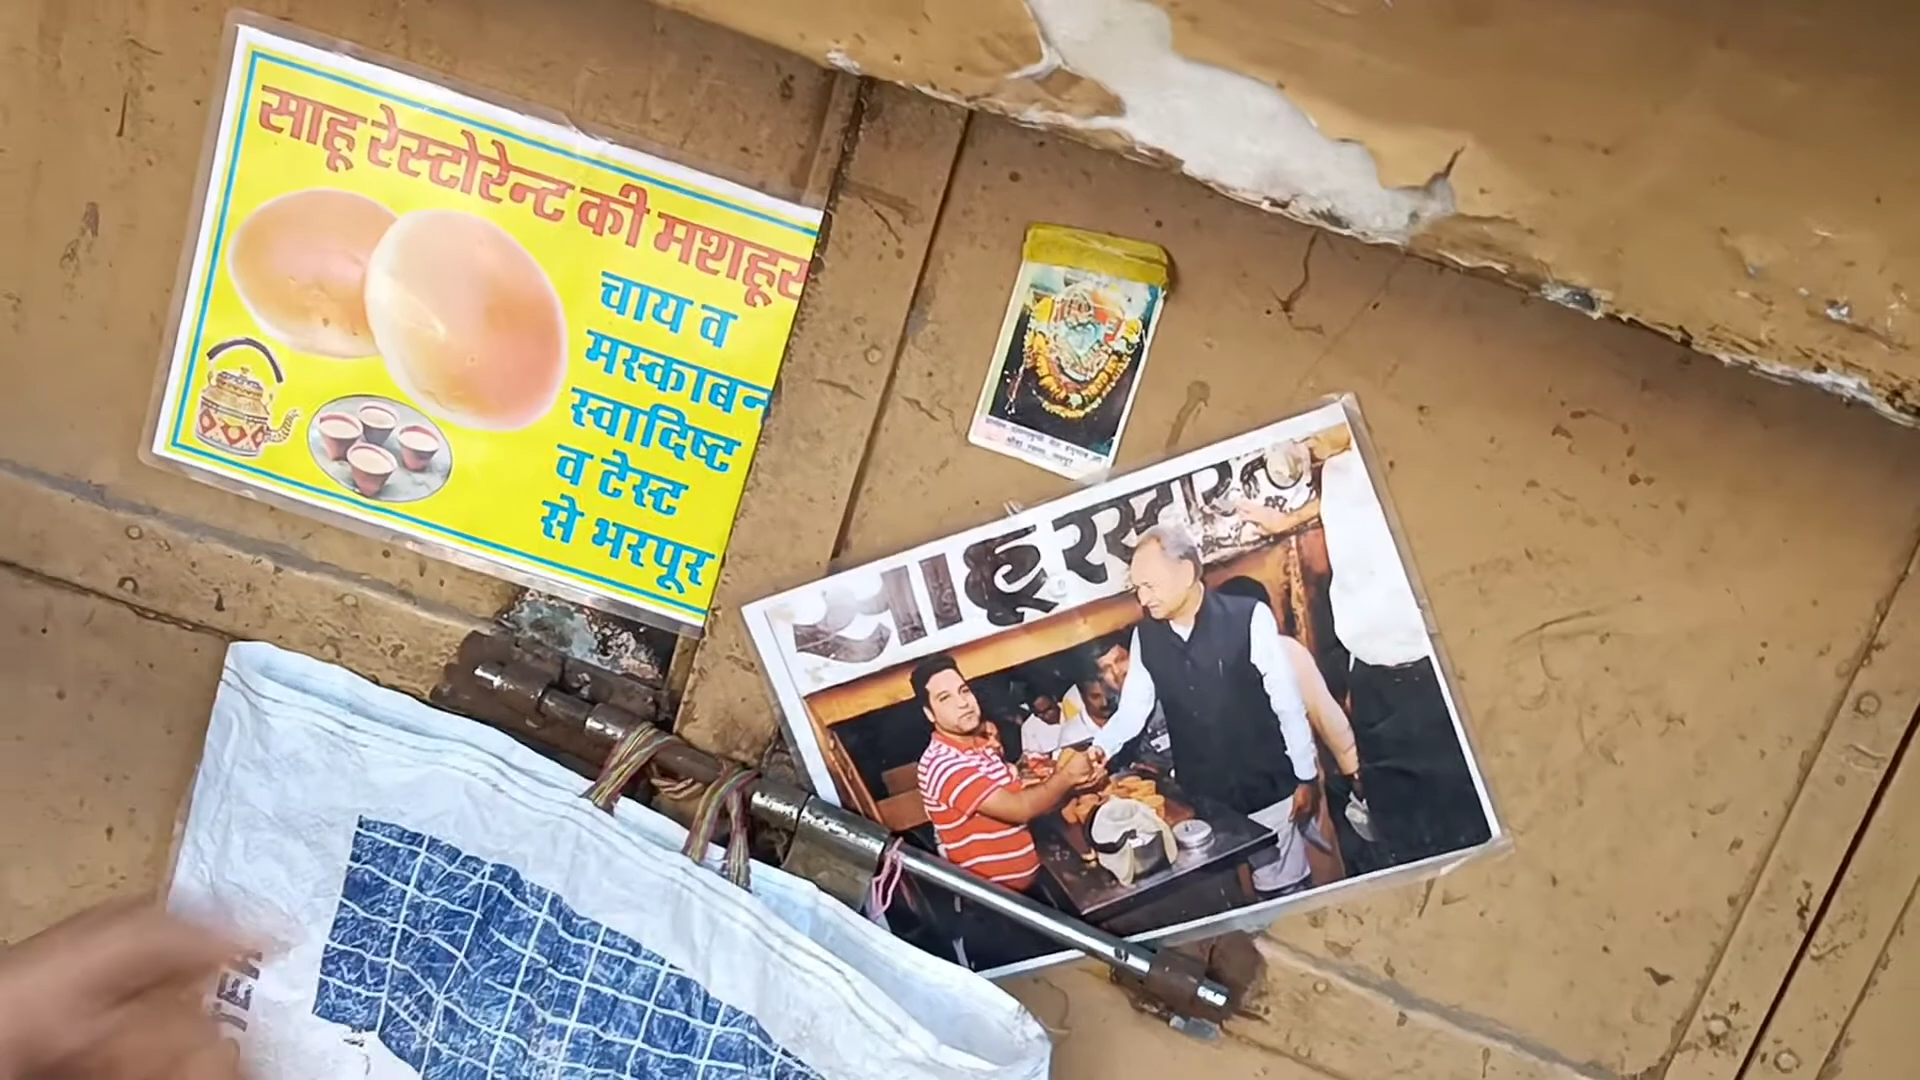 साहू रेस्टोरेन्ट की मशहूर
चाय व
मस्काबन
स्वादिष्ट
व टेस्ट
से भरपूर
साहू रेस्टोरेन्ट